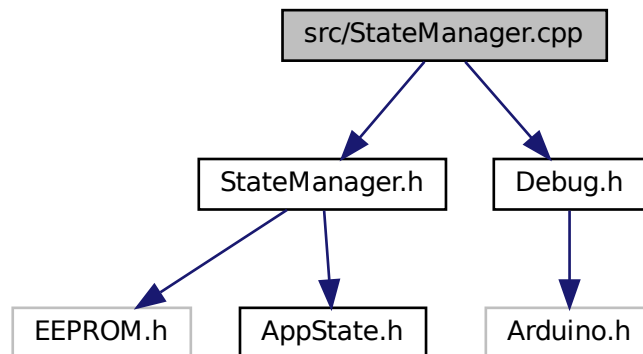 src/StateManager.cpp
StateManager.h
Debug.h
EEPROM.h
AppState.h
Arduino.h